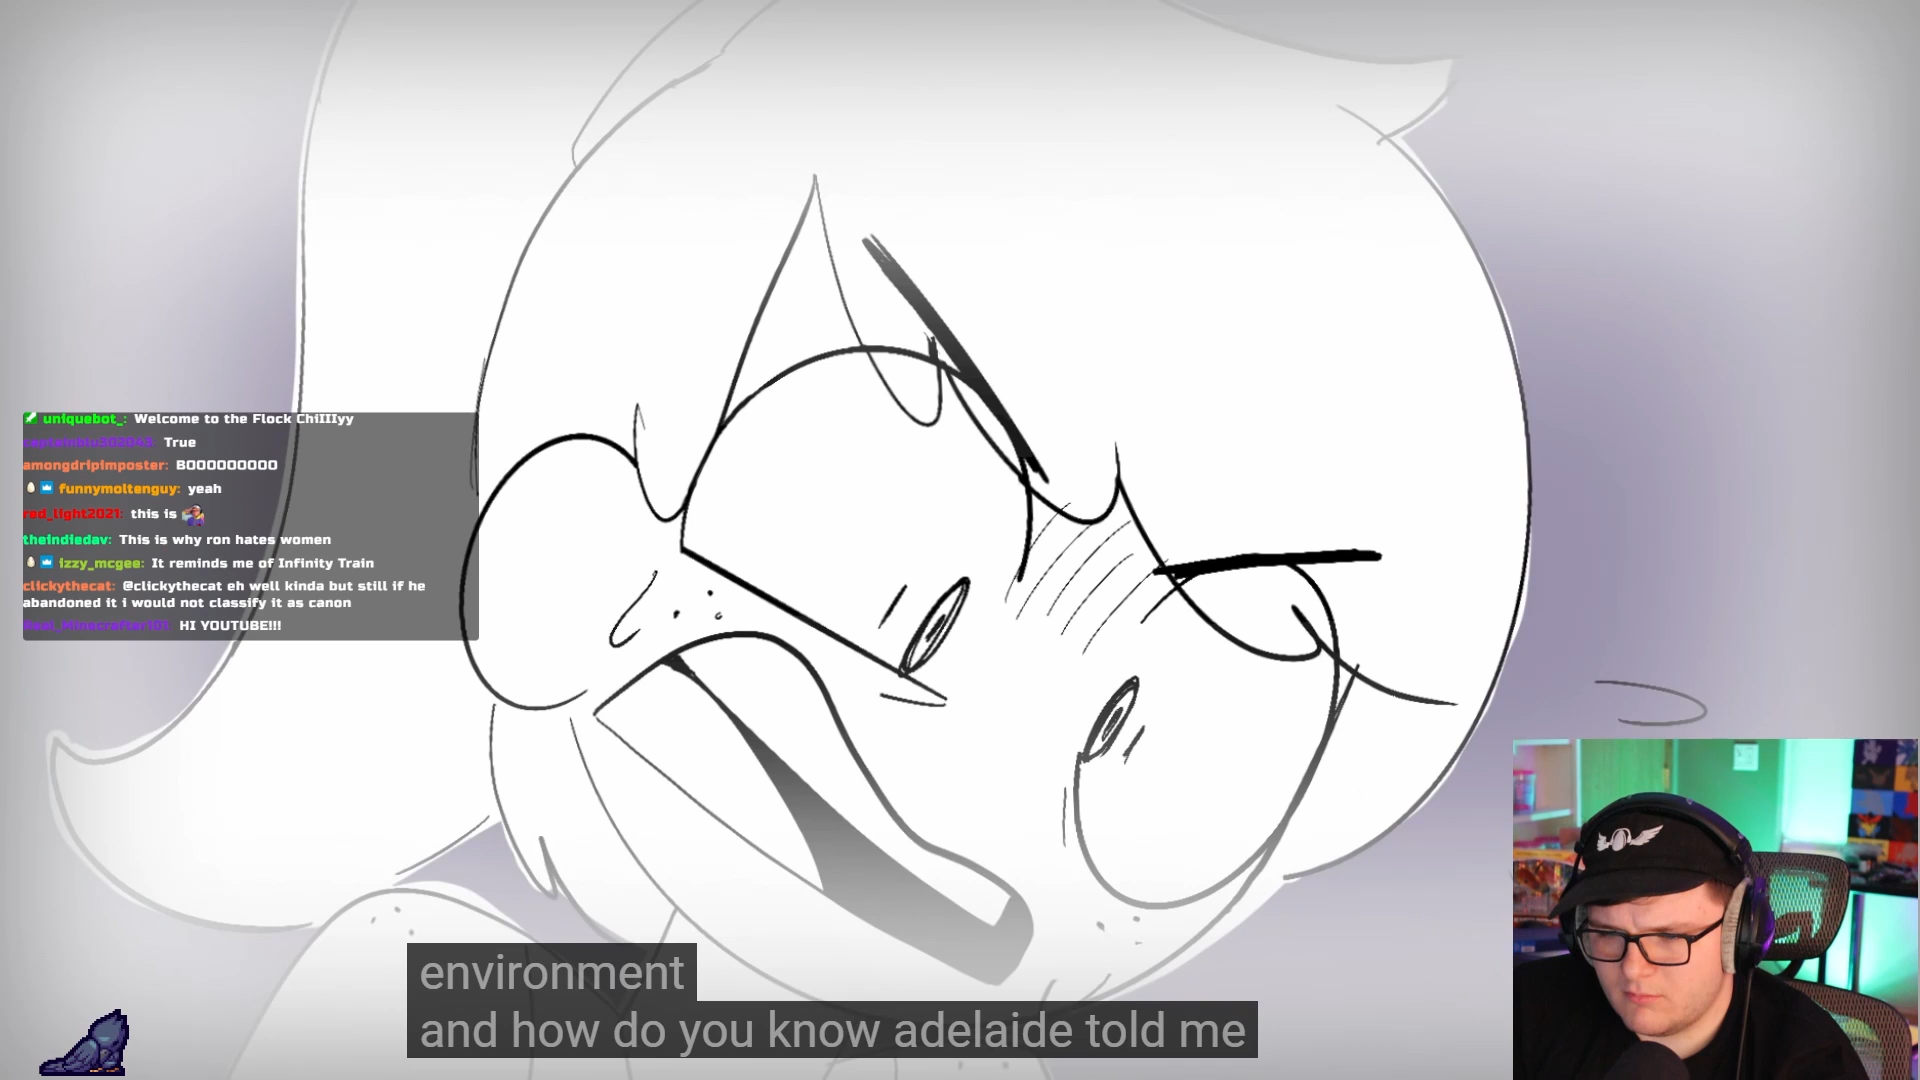 uniquebot_: Welcome to the Flock ChiIIIyy
True
amongdripimposter: BOOOOOOOOO
funnymoltenguy: yeah
red_light2021: this is
theindiedav: This is why ron hates women
izzy_mcgee: It reminds me of Infinity Train
clickythecat: @clickythecat eh well kinda but still if he
abandoned it i would not classify it as canon
HI YOUTUBE!!!
environment
and how do you know adelaide told me